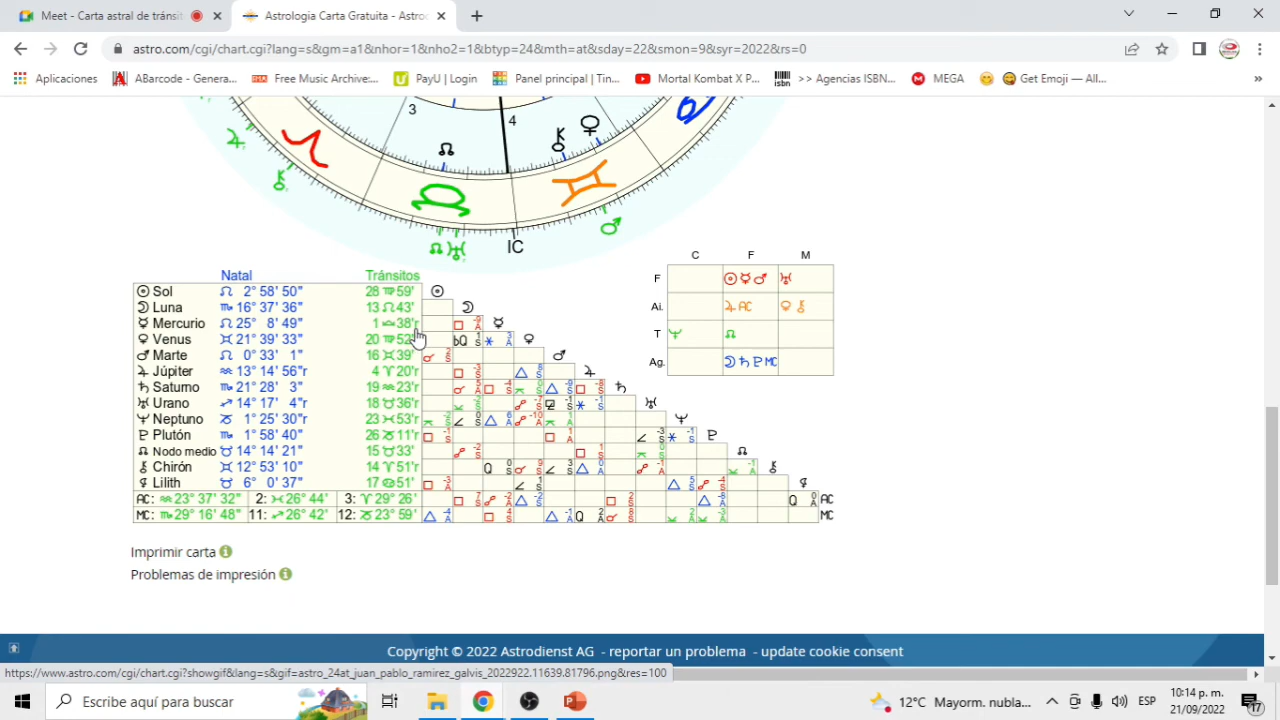 Meet - Carta astral de tránsit
Astrologia Carta Gratuita - Astro
astro.com/cgi/chart.cgi?lang=s&gm=a1&nhor=1&nho2=1&btyp=24&mth=at&sday=22&smon=9&syr=2022&rs=0
Aplicaciones
ABarcode - Genera...
Free Music Archive:...
PayU | Login
Panel principal | Tin...
Mortal Kombat X P...
>> Agencias ISBN...
MEGA
Get Emoji — All...
3
4
IC
C F M
F
Ai.
T
Ag.
AC
MC
Natal Tránsitos
Sol 2° 58' 50" 28 59'
Luna 16° 37' 36" 13 43'
Mercurio 25° 8' 49" 1 38'r
Venus 21° 39' 33" 20 52'
Marte 0° 33' 1" 16 39'
Júpiter 13° 14' 56"r 4 20'r
Saturno 21° 28' 3" 19 23'r
Urano 14° 17' 4"r 18 36'r
Neptuno 1° 25' 30"r 23 53'r
Plutón 1° 58' 40" 26 11'r
Nodo medio 14° 14' 21" 15 33'
Quirón 12° 53' 10" 14 51'r
Lilith 6° 0' 37" 17 51'
AC: 23° 37' 32" 2: 26° 44' 3: 29° 26'
MC: 29° 16' 48" 11: 26° 42' 12: 23° 59'
AC
MC
Imprimir carta
Problemas de impresión
Copyright © 2022 Astrodienst AG - reportar un problema - update cookie consent
https://www.astro.com/cgi/chart.cgi?showgif&lang=s&gif=astro_24at_juan_pablo_ramirez_galvis_2022922.11639.81796.png&res=100
Escribe aquí para buscar
12°C Mayorm. nubla...
ESP
10:14 p. m.
21/09/2022
17